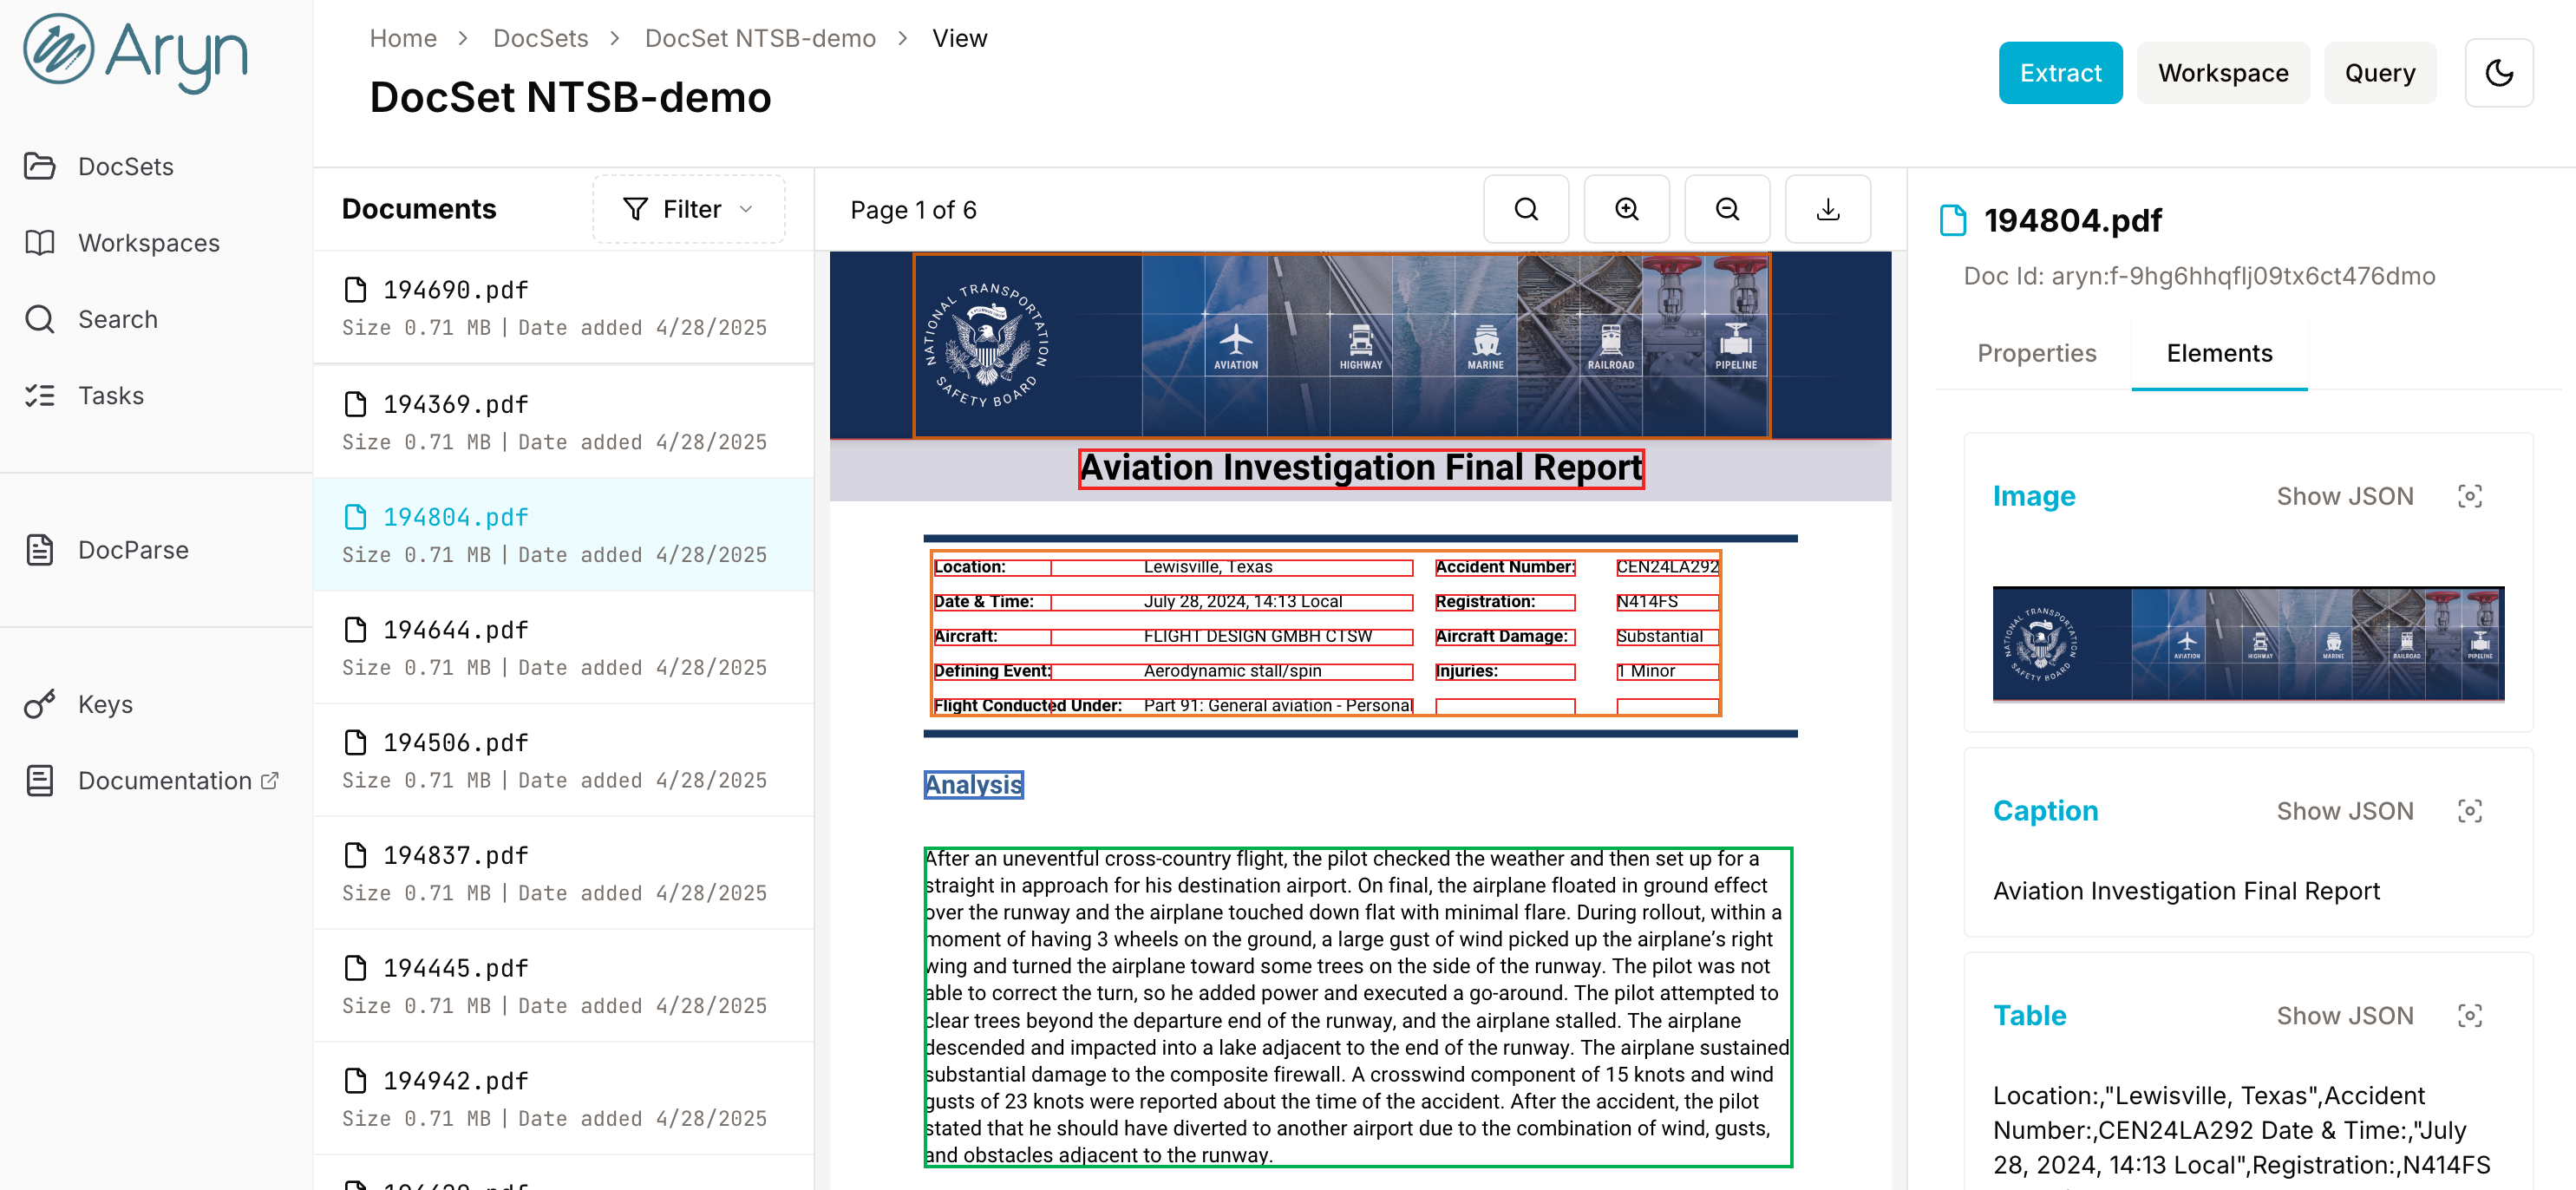 Aryn
DocSets
Workspaces
Search
Tasks
DocParse
Keys
Documentation
Home > DocSets > DocSet NTSB-demo > View
DocSet NTSB-demo
Extract
Workspace
Query
Documents
Filter
194690.pdf
Size 0.71 MB | Date added 4/28/2025
194369.pdf
Size 0.71 MB | Date added 4/28/2025
194804.pdf
Size 0.71 MB | Date added 4/28/2025
194644.pdf
Size 0.71 MB | Date added 4/28/2025
194506.pdf
Size 0.71 MB | Date added 4/28/2025
194837.pdf
Size 0.71 MB | Date added 4/28/2025
194445.pdf
Size 0.71 MB | Date added 4/28/2025
194942.pdf
Size 0.71 MB | Date added 4/28/2025
Page 1 of 6
NATIONAL TRANSPORTATION SAFETY BOARD
AVIATION
HIGHWAY
MARINE
RAILROAD
PIPELINE
Aviation Investigation Final Report
Location: Lewisville, Texas Accident Number: CEN24LA292
Date & Time: July 28, 2024, 14:13 Local Registration: N414FS
Aircraft: FLIGHT DESIGN GMBH CTSW Aircraft Damage: Substantial
Defining Event: Aerodynamic stall/spin Injuries: 1 Minor
Flight Conducted Under: Part 91: General aviation - Personal
Analysis
After an uneventful cross-country flight, the pilot checked the weather and then set up for a
straight in approach for his destination airport. On final, the airplane floated in ground effect
over the runway and the airplane touched down flat with minimal flare. During rollout, within a
moment of having 3 wheels on the ground, a large gust of wind picked up the airplane’s right
wing and turned the airplane toward some trees on the side of the runway. The pilot was not
able to correct the turn, so he added power and executed a go-around. The pilot attempted to
clear trees beyond the departure end of the runway, and the airplane stalled. The airplane
descended and impacted into a lake adjacent to the end of the runway. The airplane sustained
substantial damage to the composite firewall. A crosswind component of 15 knots and wind
gusts of 23 knots were reported about the time of the accident. After the accident, the pilot
stated that he should have diverted to another airport due to the combination of wind, gusts,
and obstacles adjacent to the runway.
194804.pdf
Doc Id: aryn:f-9hg6hhqflj09tx6ct476dmo
Properties
Elements
Image
Show JSON
NATIONAL TRANSPORTATION SAFETY BOARD
AVIATION
HIGHWAY
MARINE
RAILROAD
PIPELINE
Caption
Show JSON
Aviation Investigation Final Report
Table
Show JSON
Location:,"Lewisville, Texas",Accident
Number:,CEN24LA292 Date & Time:,"July
28, 2024, 14:13 Local",Registration:,N414FS